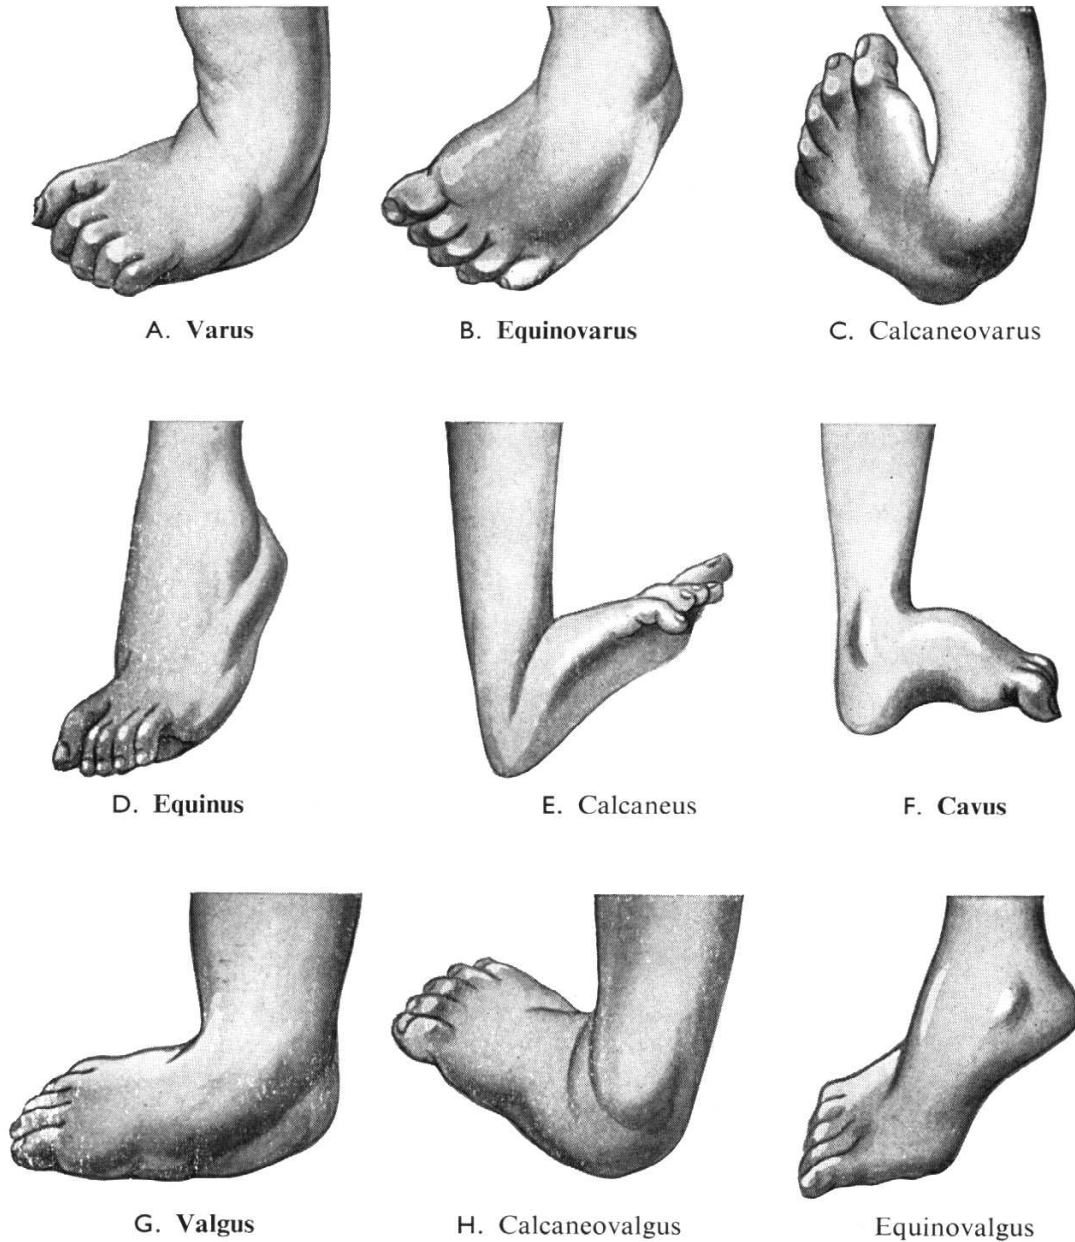 A. Varus
B. Equinovarus
C. Calcaneovarus
D. Equinus
E. Calcaneus
F. Cavus
G. Valgus
H. Calcaneovalgus
Equinovalgus